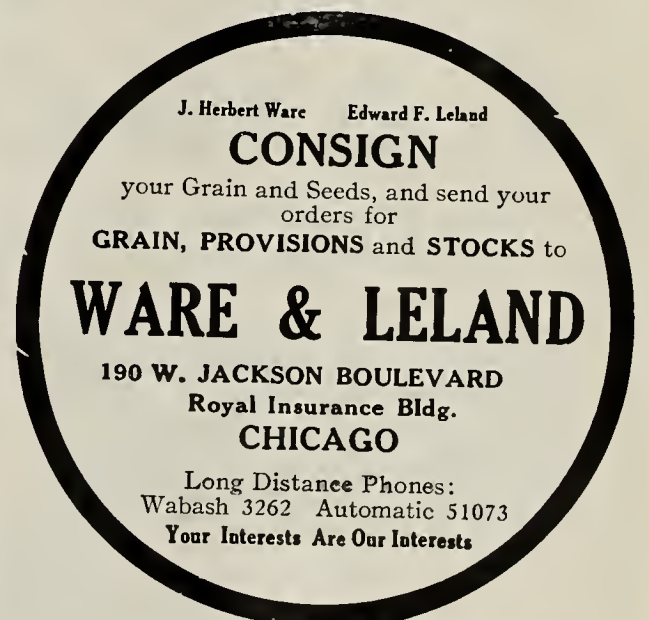 J. Herbert Ware Edward F. Leland
CONSIGN
your Grain and Seeds, and send your
orders for
GRAIN, PROVISIONS and STOCKS to
WARE & LELAND
190 W. JACKSON BOULEVARD
Royal Insurance Bldg.
CHICAGO
Long Distance Phones:
Wabash 3262 Automatic 51073
Your Interests Are Our Interests